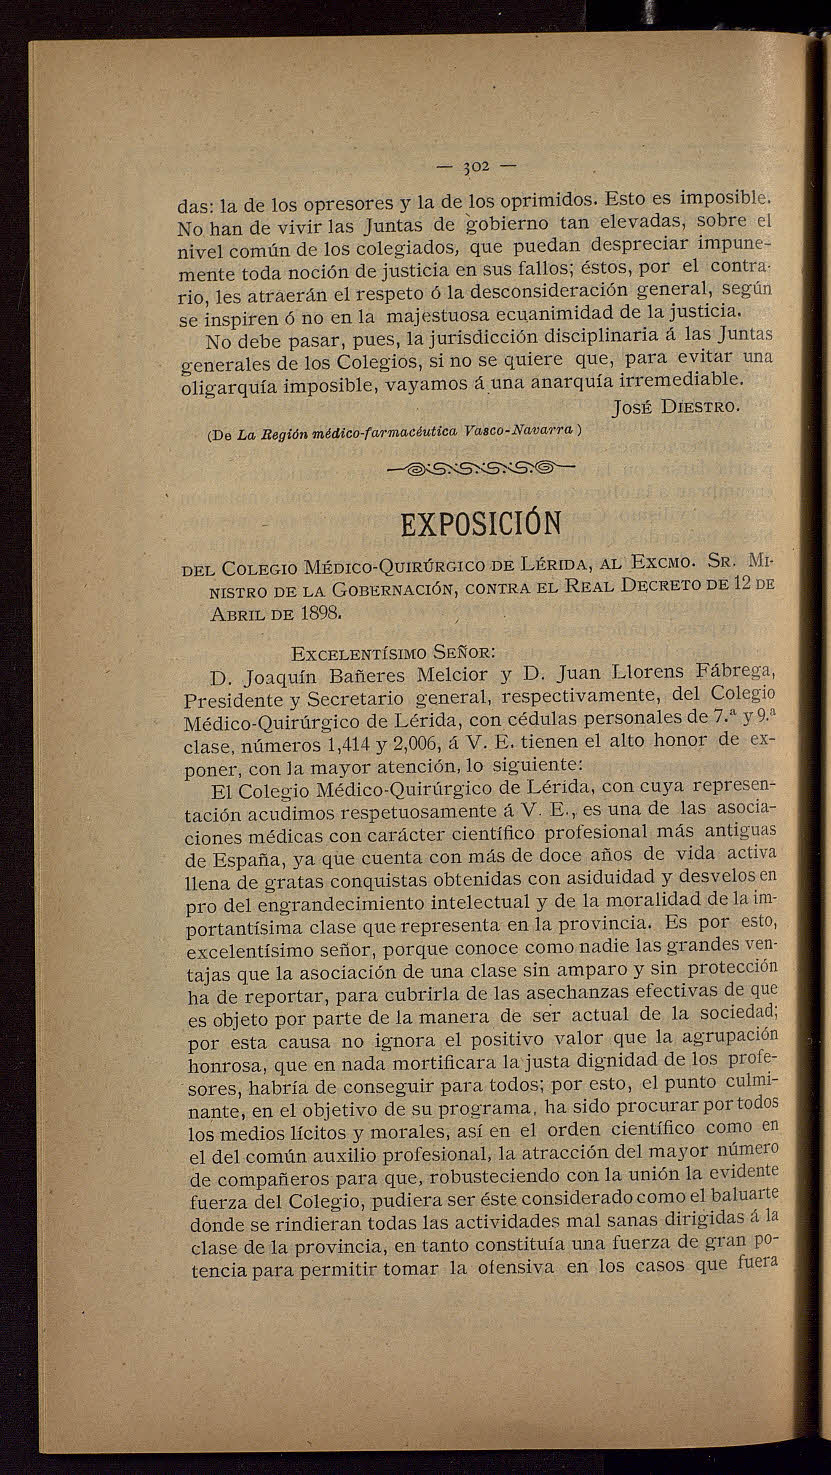 — 302 —
das: la de los opresores y la de los oprimidos. Esto es imposible.
No han de vivir las Juntas de gobierno tan elevadas, sobre el
nivel común de los colegiados, que puedan despreciar impune-
mente toda noción de justicia en sus fallos; éstos, por el contra-
rio, les atraerán el respeto ó la desconsideración general, según
se inspiren ó no en la majestuosa ecuanimidad de la justicia.
No debe pasar, pues, la jurisdicción disciplinaria á las Juntas
generales de los Colegios, si no se quiere que, para evitar una
oligarquía imposible, vayamos á una anarquía irremediable.
JOSÉ DIESTRO.
(De La Región médico-farmacéutica Vasco-Navarra)
EXPOSICIÓN
DEL COLEGIO MÉDICO-QUIRÚRGICO DE LÉRIDA, AL EXCMO. SR. MI-
NISTRO DE LA GOBERNACIÓN, CONTRA EL REAL DECRETO DE 12 DE
ABRIL DE 1898.
EXCELENTÍSIMO SEÑOR:
D. Joaquín Bañeres Melcior y D. Juan Llorens Fábrega,
Presidente y Secretario general, respectivamente, del Colegio
Médico-Quirúrgico de Lérida, con cédulas personales de 7.ª y 9.ª
clase, números 1,414 y 2,006, á V. E. tienen el alto honor de ex-
poner, con la mayor atención, lo siguiente:
El Colegio Médico-Quirúrgico de Lérida, con cuya represen-
tación acudimos respetuosamente á V. E., es una de las asocia-
ciones médicas con carácter científico profesional más antiguas
de España, ya que cuenta con más de doce años de vida activa
llena de gratas conquistas obtenidas con asiduidad y desvelos en
pro del engrandecimiento intelectual y de la moralidad de la im-
portantísima clase que representa en la provincia. Es por esto,
excelentísimo señor, porque conoce como nadie las grandes ven-
tajas que la asociación de una clase sin amparo y sin protección
ha de reportar, para cubrirla de las asechanzas efectivas de que
es objeto por parte de la manera de ser actual de la sociedad;
por esta causa no ignora el positivo valor que la agrupación
honrosa, que en nada mortificara la justa dignidad de los profe-
sores, habría de conseguir para todos; por esto, el punto culmi-
nante, en el objetivo de su programa, ha sido procurar por todos
los medios lícitos y morales, así en el orden científico como en
el del común auxilio profesional, la atracción del mayor número
de compañeros para que, robusteciendo con la unión la evidente
fuerza del Colegio, pudiera ser éste considerado como el baluarte
donde se rindieran todas las actividades mal sanas dirigidas á la
clase de la provincia, en tanto constituía una fuerza de gran po-
tencia para permitir tomar la ofensiva en los casos que fuera